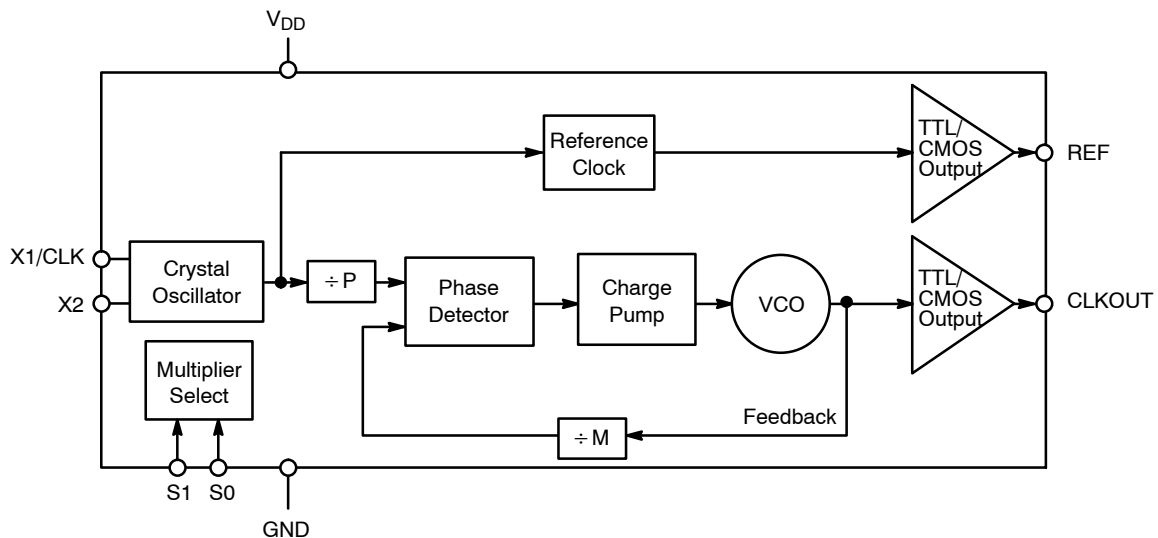 VDD
Reference
Clock
TTL/
CMOS
Output
REF
X1/CLK
X2
Crystal
Oscillator
÷ P
Phase
Detector
Charge
Pump
VCO
TTL/
CMOS
Output
CLKOUT
Multiplier
Select
Feedback
÷ M
S1
S0
GND